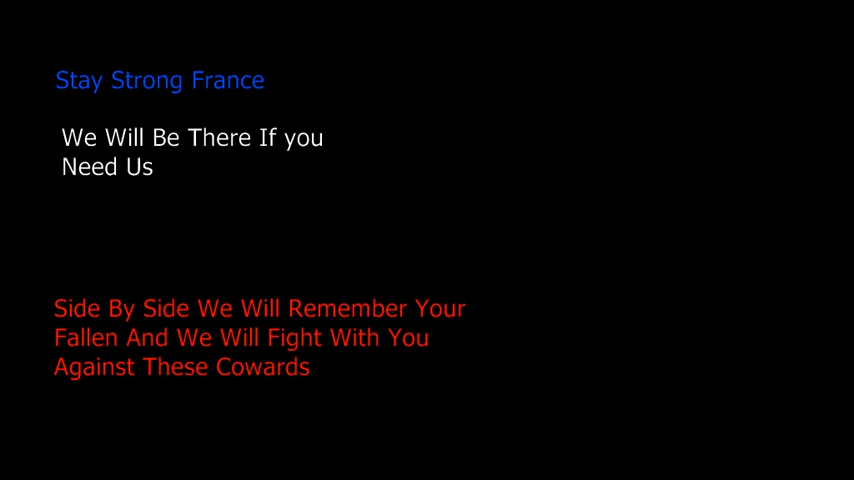 Stay Strong France
We Will Be There If you
Need Us
Side By Side We Will Remember Your
Fallen And We Will Fight With You
Against These Cowards